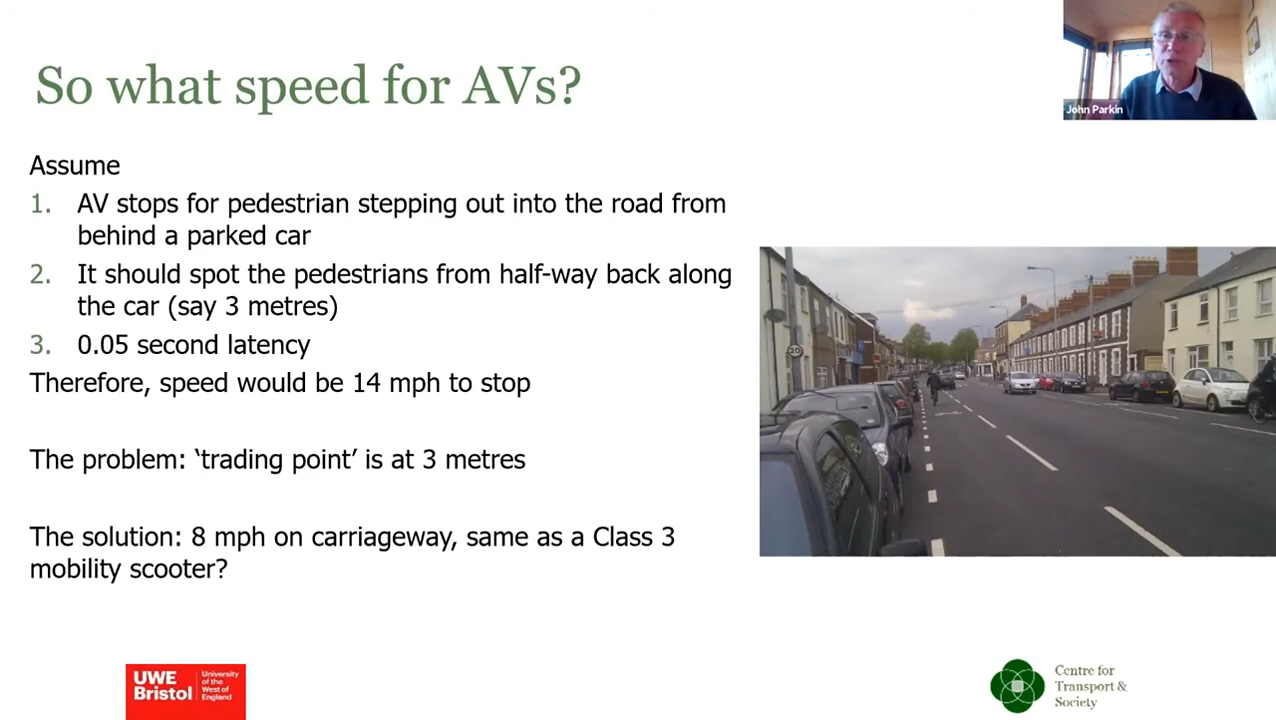 So what speed for AVs?
John Parkin
Assume
1. AV stops for pedestrian stepping out into the road from
behind a parked car
2. It should spot the pedestrians from half-way back along
the car (say 3 metres)
3. 0.05 second latency
Therefore, speed would be 14 mph to stop
The problem: ‘trading point’ is at 3 metres
The solution: 8 mph on carriageway, same as a Class 3
mobility scooter?
20
UWE
Bristol
University
of the
West of
England
Centre for
Transport &
Society